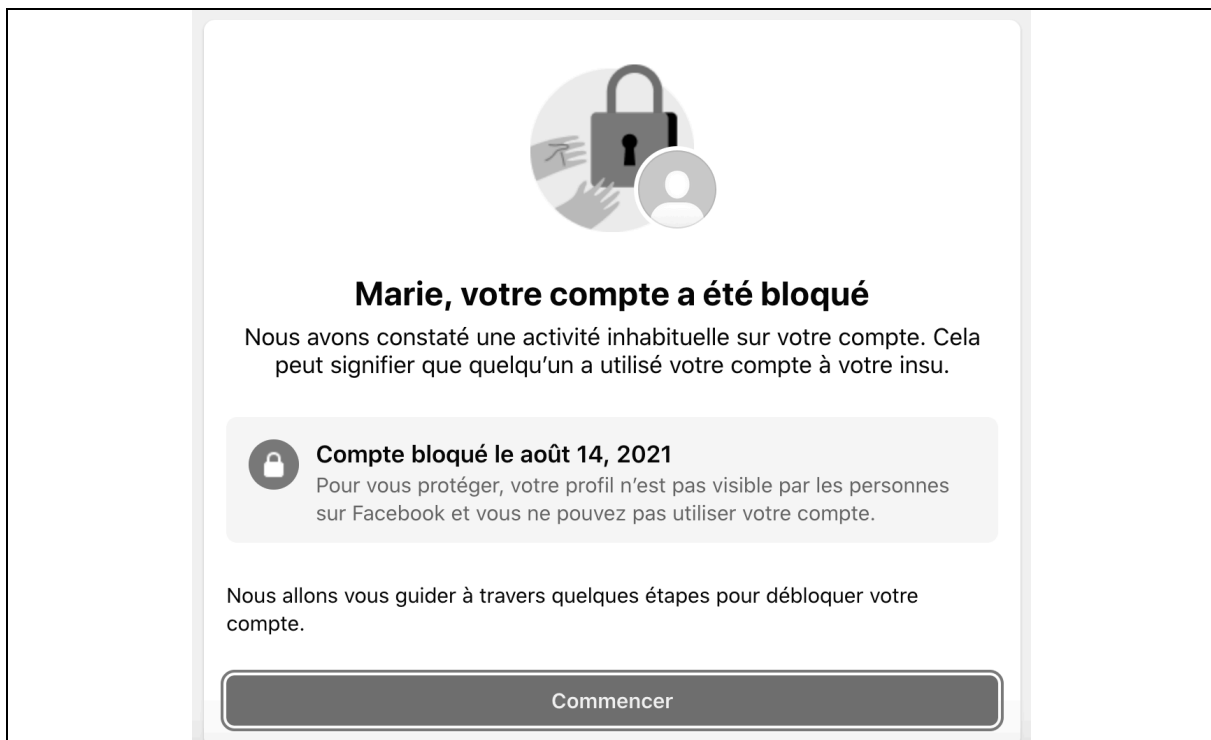 Marie, votre compte a été bloqué
Nous avons constaté une activité inhabituelle sur votre compte. Cela
peut signifier que quelqu’un a utilisé votre compte à votre insu.
Compte bloqué le août 14, 2021
Pour vous protéger, votre profil n’est pas visible par les personnes
sur Facebook et vous ne pouvez pas utiliser votre compte.
Nous allons vous guider à travers quelques étapes pour débloquer votre
compte.
Commencer